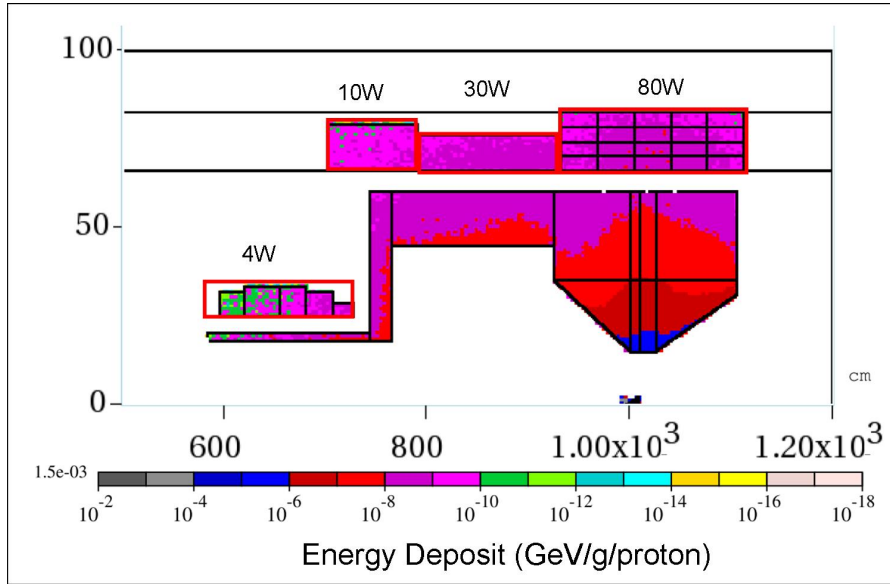 100
10W 30W 80W
50
4W
cm
0
600 800 1.00x10³ 1.20x10³
1.5e-03
10⁻² 10⁻⁴ 10⁻⁶ 10⁻⁸ 10⁻¹⁰ 10⁻¹² 10⁻¹⁴ 10⁻¹⁶ 10⁻¹⁸
Energy Deposit (GeV/g/proton)